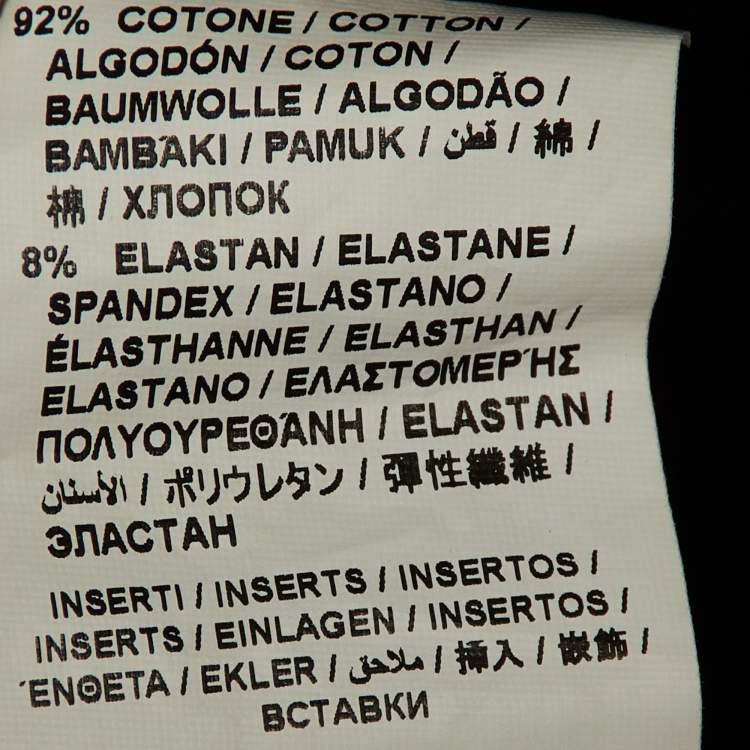 92% COTONE / COTTON /
ALGODÓN / COTON /
BAUMWOLLE / ALGODÃO /
ΒΑΜΒΆΚΙ / PAMUK / قطن / 綿 /
棉 / ХЛОПОК
8% ELASTAN / ELASTANE /
SPANDEX / ELASTANO /
ÉLASTHANNE / ELASTHAN /
ELASTANO / ΕΛΑΣΤΟΜΕΡΉΣ
ΠΟΛΥΟΥΡΕΘΆΝΗ / ELASTAN /
الأسنان / ポリウレタン / 彈性纖維 /
ЭЛАСТАН
INSERTI / INSERTS / INSERTOS /
INSERTS / EINLAGEN / INSERTOS /
ΈΝΘΕΤΑ / EKLER / ملاحق / 挿入 / 嵌飾 /
ВСТАВКИ